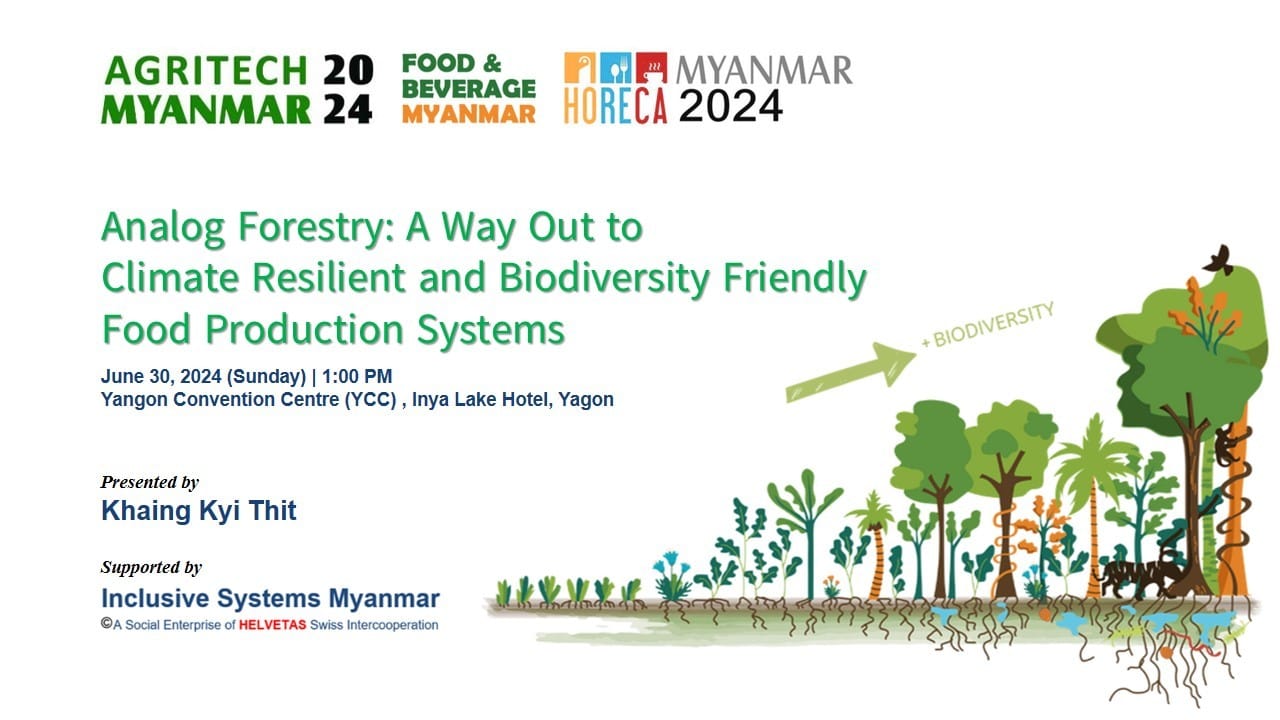 AGRITECH 2024
MYANMAR
FOOD &
BEVERAGE
MYANMAR
HORECA
MYANMAR
2024
Analog Forestry: A Way Out to
Climate Resilient and Biodiversity Friendly
Food Production Systems
June 30, 2024 (Sunday) | 1:00 PM
Yangon Convention Centre (YCC) , Inya Lake Hotel, Yagon
+ BIODIVERSITY
Presented by
Khaing Kyi Thit
Supported by
Inclusive Systems Myanmar
©A Social Enterprise of HELVETAS Swiss Intercooperation